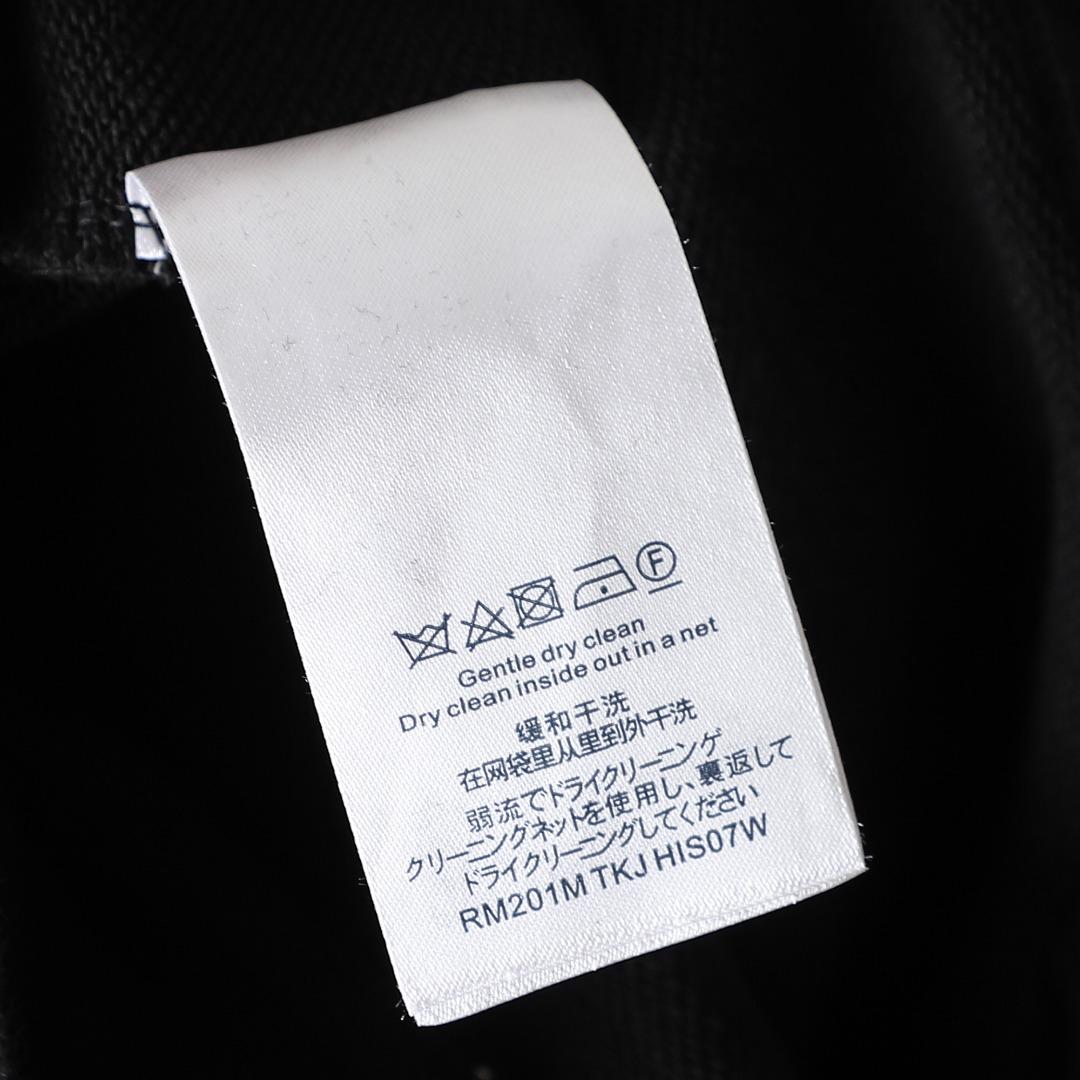 F
Gentle dry clean
Dry clean inside out in a net
缓和干洗
在网袋里从里到外干洗
弱流でドライクリーニング
クリーニングネットを使用し、裏返して
ドライクリーニングしてください
RM201M TKJ HIS07W